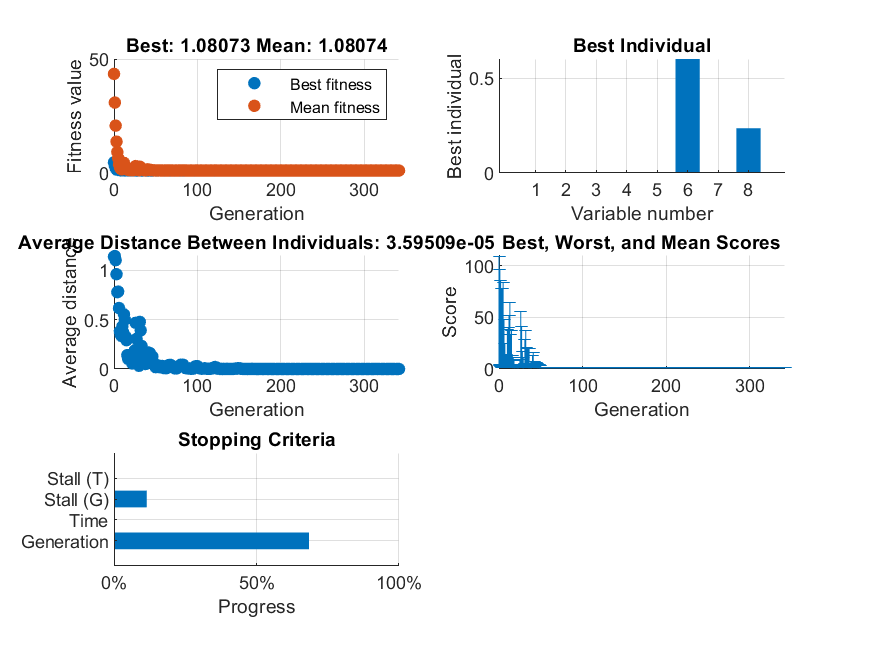 Best: 1.08073 Mean: 1.08074
Fitness value
50
0
Best fitness
Mean fitness
0 100 200 300
Generation
Best Individual
Best individual
0.5
0
1 2 3 4 5 6 7 8
Variable number
Average Distance Between Individuals: 3.59509e-05
Average distance
1
0.5
0
0 100 200 300
Generation
Best, Worst, and Mean Scores
Score
100
50
0
0 100 200 300
Generation
Stopping Criteria
Stall (T)
Stall (G)
Time
Generation
0% 50% 100%
Progress